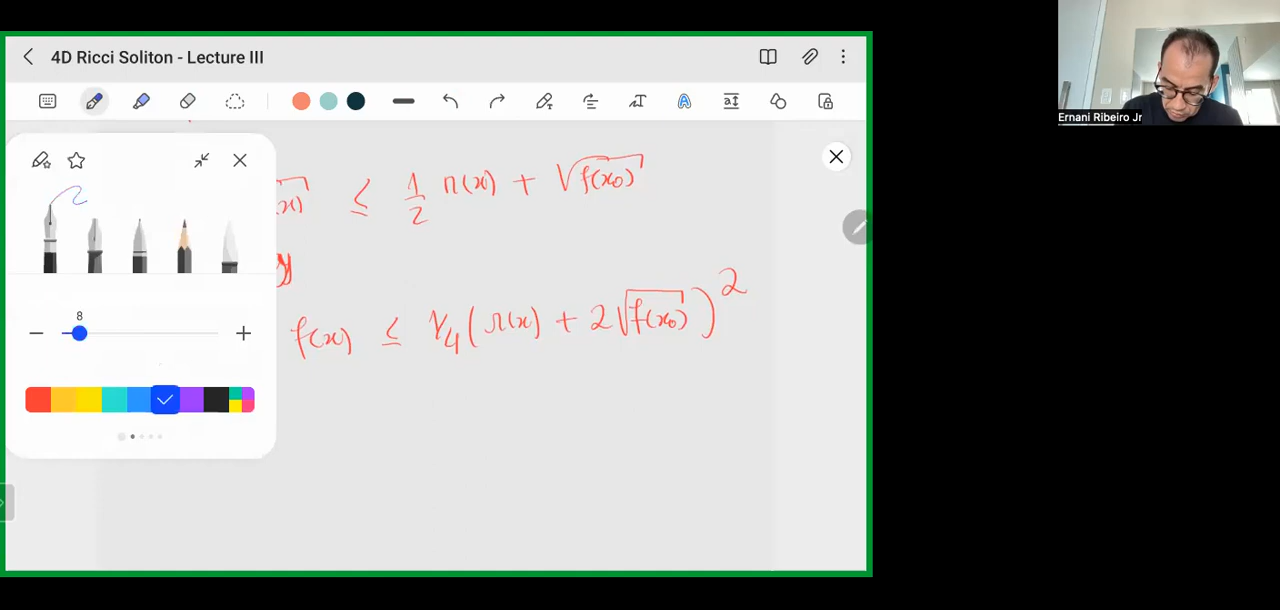 4D Ricci Soliton - Lecture III
Ernani Ribeiro Jr
(x) ≤ 1/2 r(x) + √f(x₀)
8
f(x) ≤ 1/4 (r(x) + 2√f(x₀))²